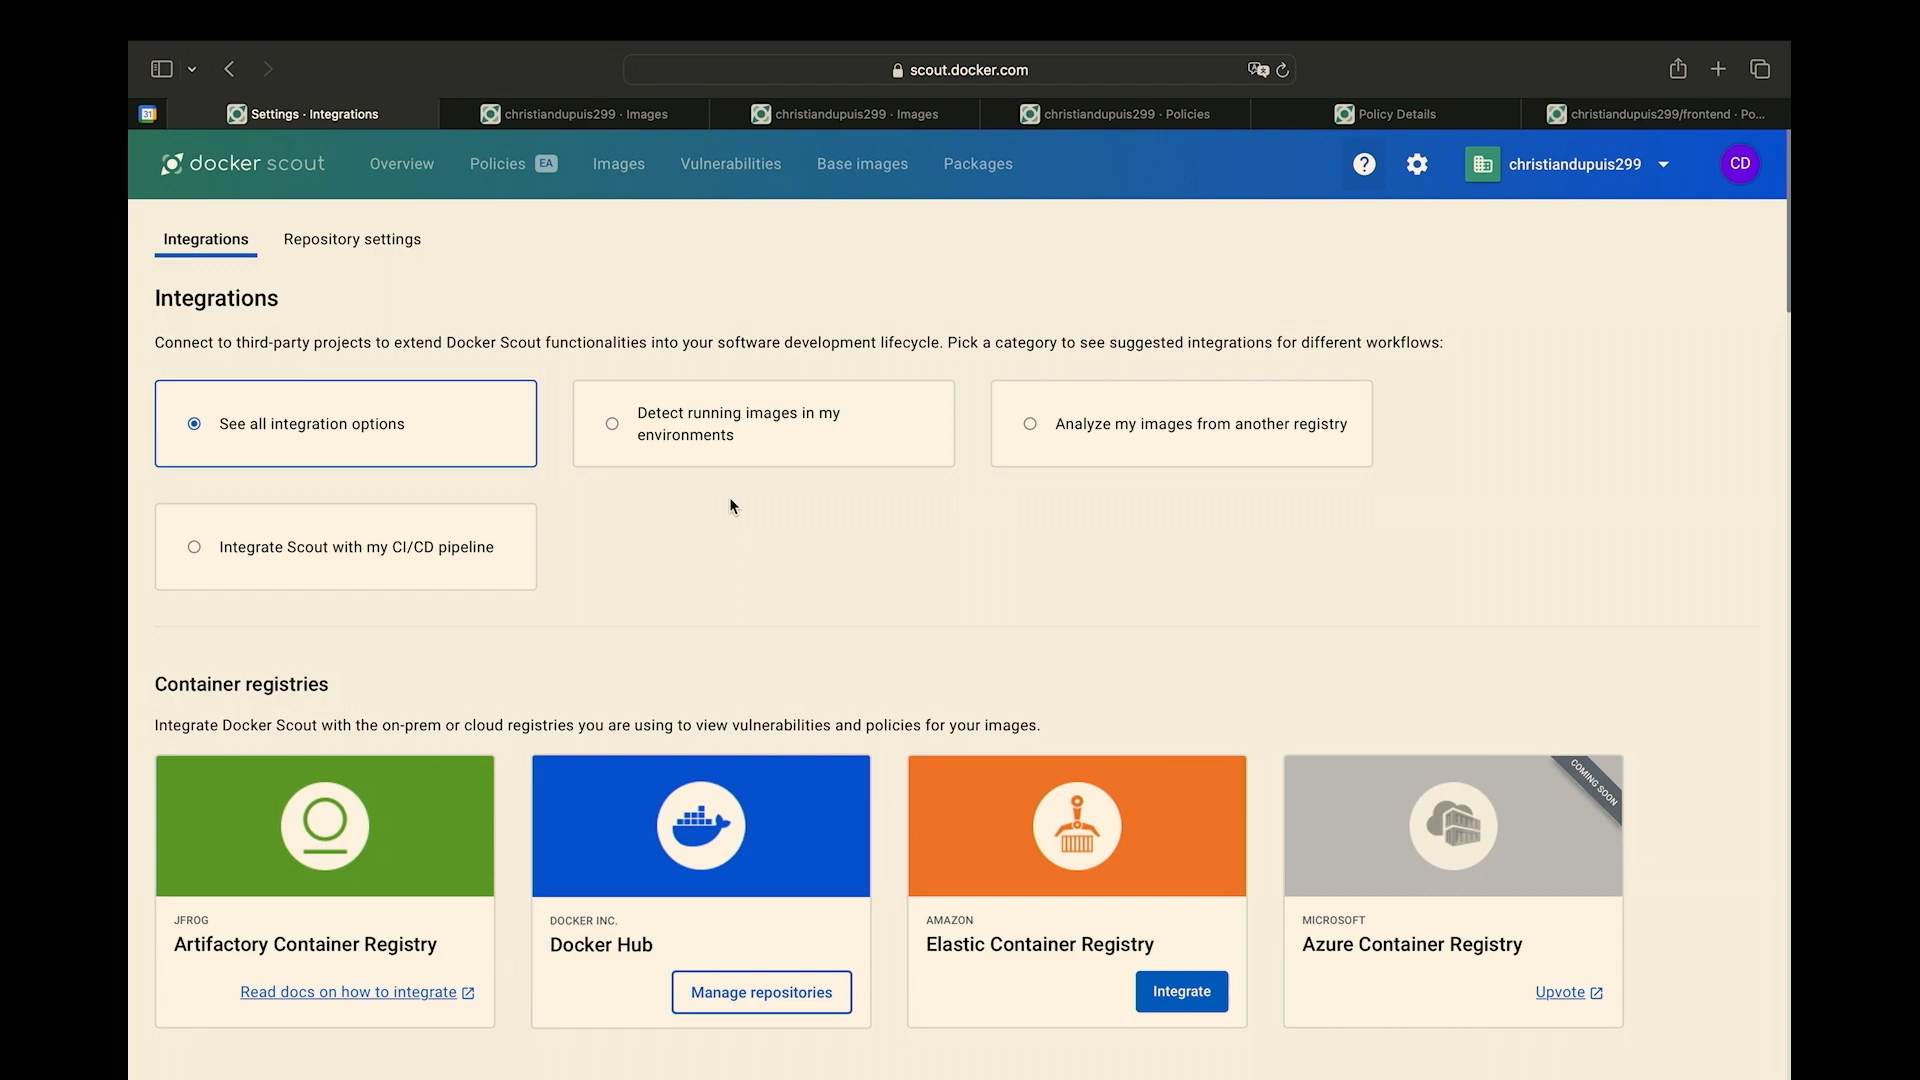 scout.docker.com
31
Settings · Integrations
christiandupuis299 · Images
christiandupuis299 · Images
christiandupuis299 · Policies
Policy Details
christiandupuis299/frontend · Po...
docker scout
Overview
Policies EA
Images
Vulnerabilities
Base images
Packages
?
christiandupuis299
CD
Integrations
Repository settings
Integrations
Connect to third-party projects to extend Docker Scout functionalities into your software development lifecycle. Pick a category to see suggested integrations for different workflows:
See all integration options
Detect running images in my
environments
Analyze my images from another registry
Integrate Scout with my CI/CD pipeline
Container registries
Integrate Docker Scout with the on-prem or cloud registries you are using to view vulnerabilities and policies for your images.
JFROG
Artifactory Container Registry
Read docs on how to integrate
DOCKER INC.
Docker Hub
Manage repositories
AMAZON
Elastic Container Registry
Integrate
COMING SOON
MICROSOFT
Azure Container Registry
Upvote